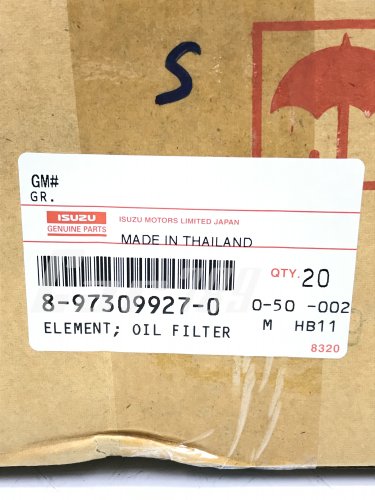 S
GM#
GR.
ISUZU
GENUINE PARTS
ISUZU MOTORS LIMITED JAPAN
MADE IN THAILAND
QTY. 20
8-97309927-0
0-50 -002
ELEMENT; OIL FILTER
M HB11
8320